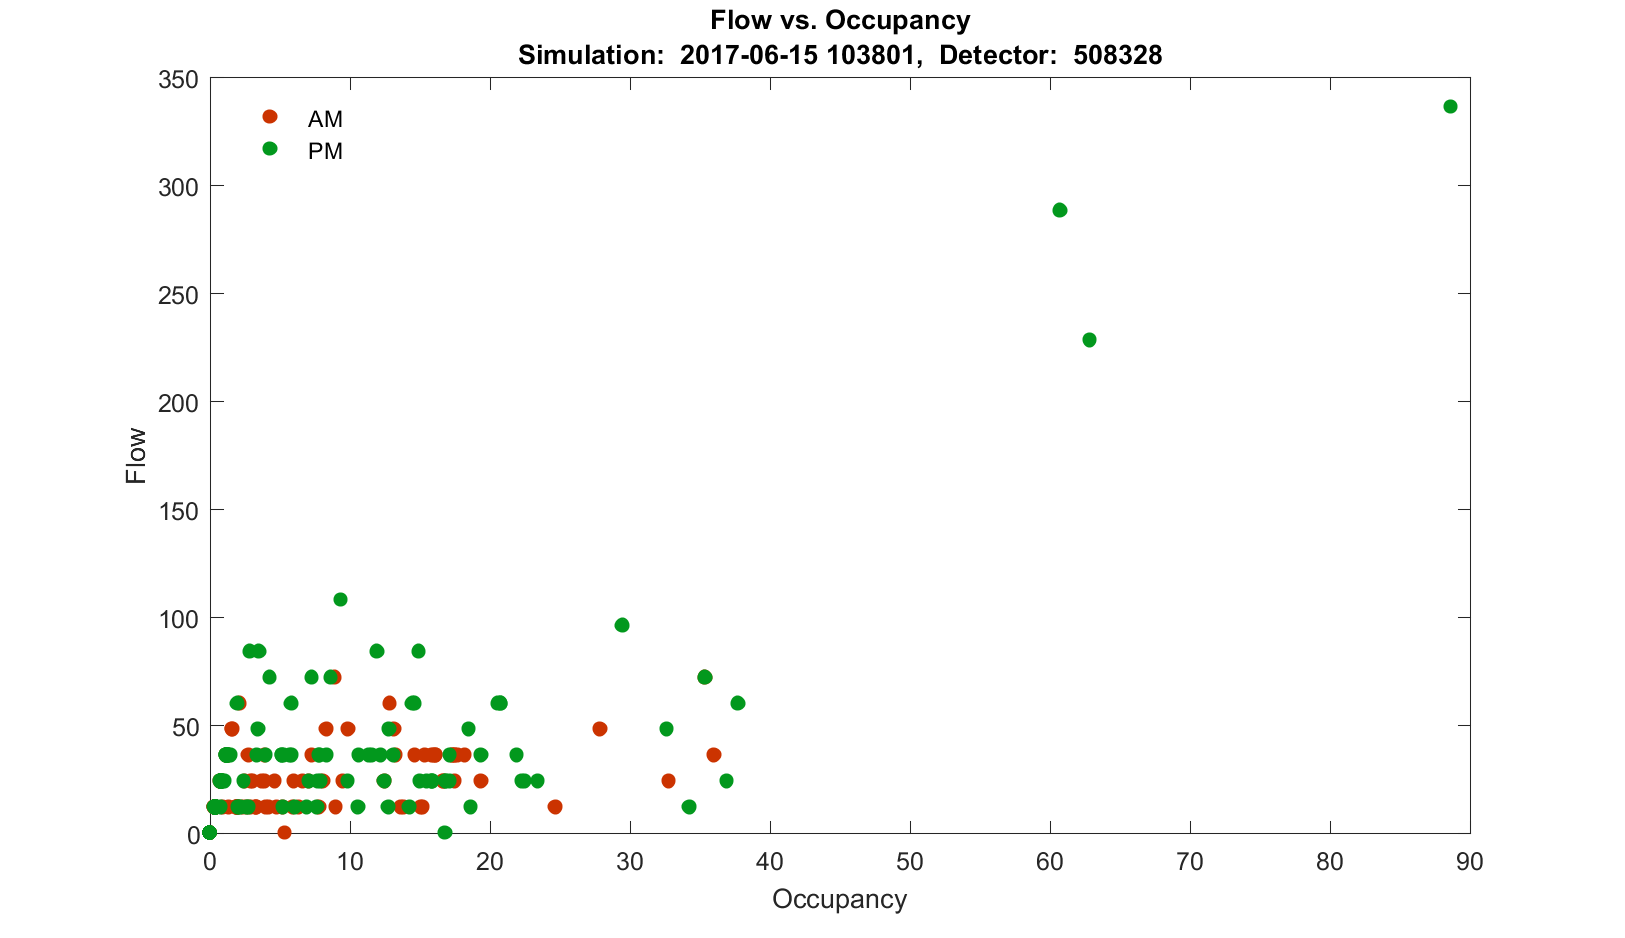 Flow vs. Occupancy
Simulation:  2017-06-15 103801,  Detector:  508328
AM
PM
350
300
250
200
150
100
50
0
Flow
0 10 20 30 40 50 60 70 80 90
Occupancy